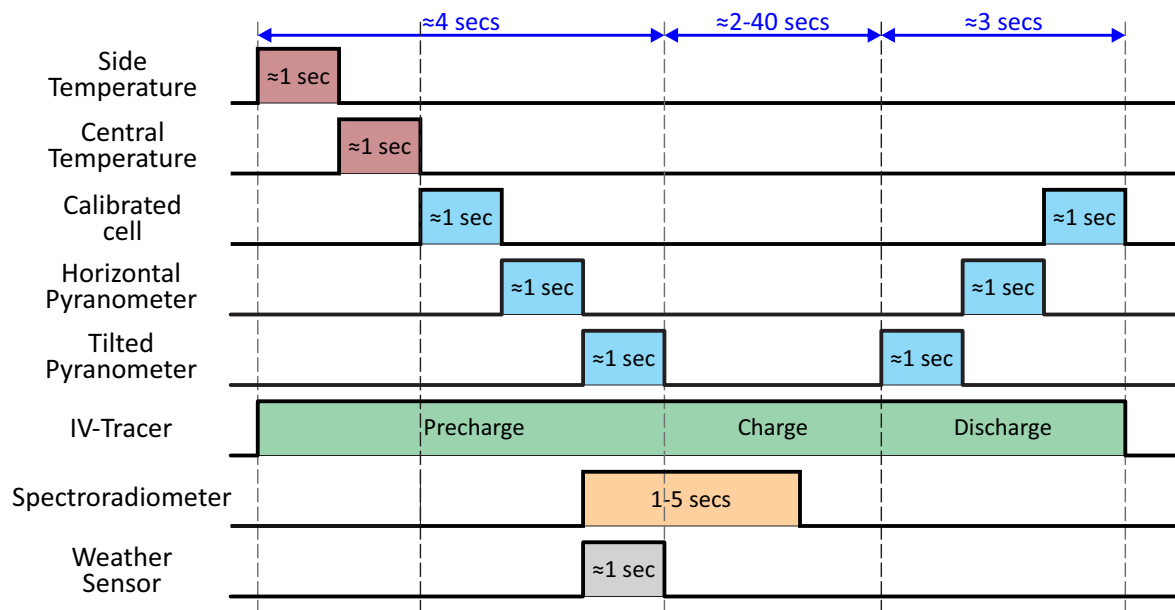 ≈4 secs
≈2-40 secs
≈3 secs
Side
Temperature
≈1 sec
Central
Temperature
≈1 sec
Calibrated
cell
≈1 sec
≈1 sec
Horizontal
Pyranometer
≈1 sec
≈1 sec
Tilted
Pyranometer
≈1 sec
≈1 sec
IV-Tracer
Precharge
Charge
Discharge
Spectroradiometer
1-5 secs
Weather
Sensor
≈1 sec